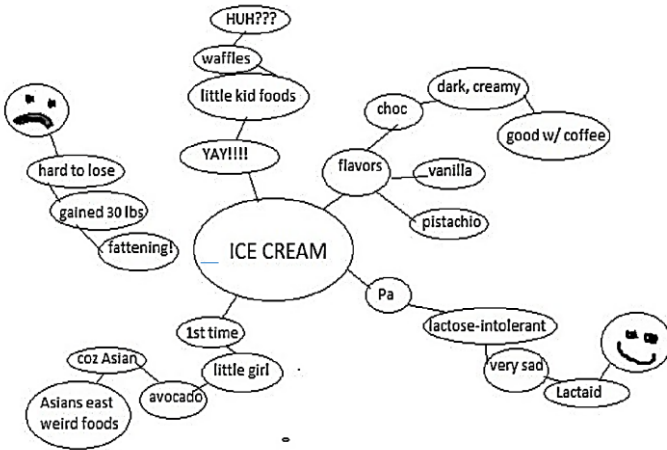 HUH???
waffles
little kid foods
YAY!!!!
hard to lose
gained 30 lbs
fattening!
ICE CREAM
flavors
choc
dark, creamy
good w/ coffee
vanilla
pistachio
Pa
lactose-intolerant
very sad
Lactaid
1st time
little girl
avocado
coz Asian
Asians east
weird foods